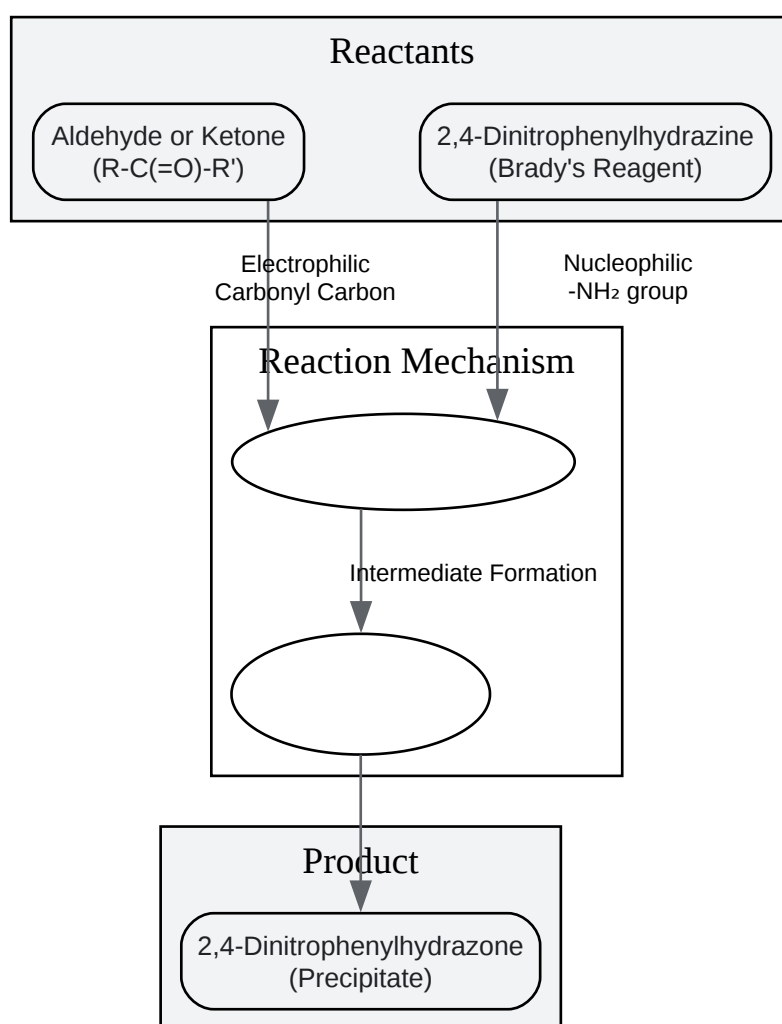 Reactants
Aldehyde or Ketone
(R-C(=O)-R')
2,4-Dinitrophenylhydrazine
(Brady's Reagent)
Electrophilic
Carbonyl Carbon
Nucleophilic
-NH₂ group
Reaction Mechanism
Intermediate Formation
Product
2,4-Dinitrophenylhydrazone
(Precipitate)